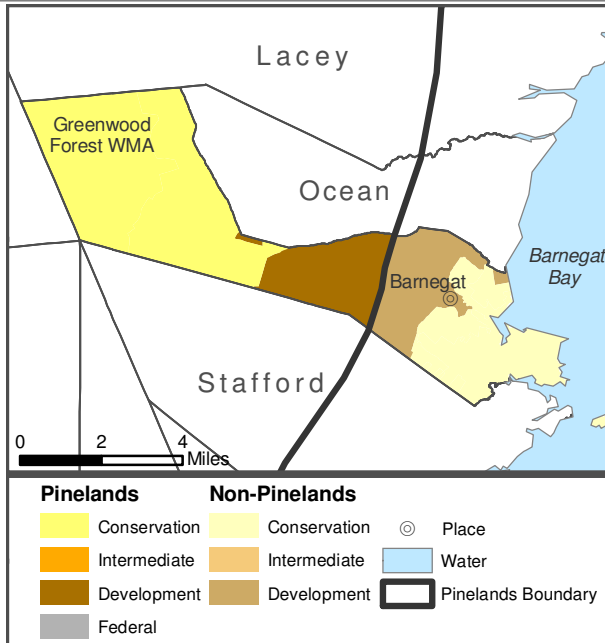 Lacey
Greenwood
Forest WMA
Ocean
Barnegat
Barnegat
Bay
Stafford
0 2 4
Miles
Pinelands Non-Pinelands
Conservation Conservation Place
Intermediate Intermediate Water
Development Development Pinelands Boundary
Federal